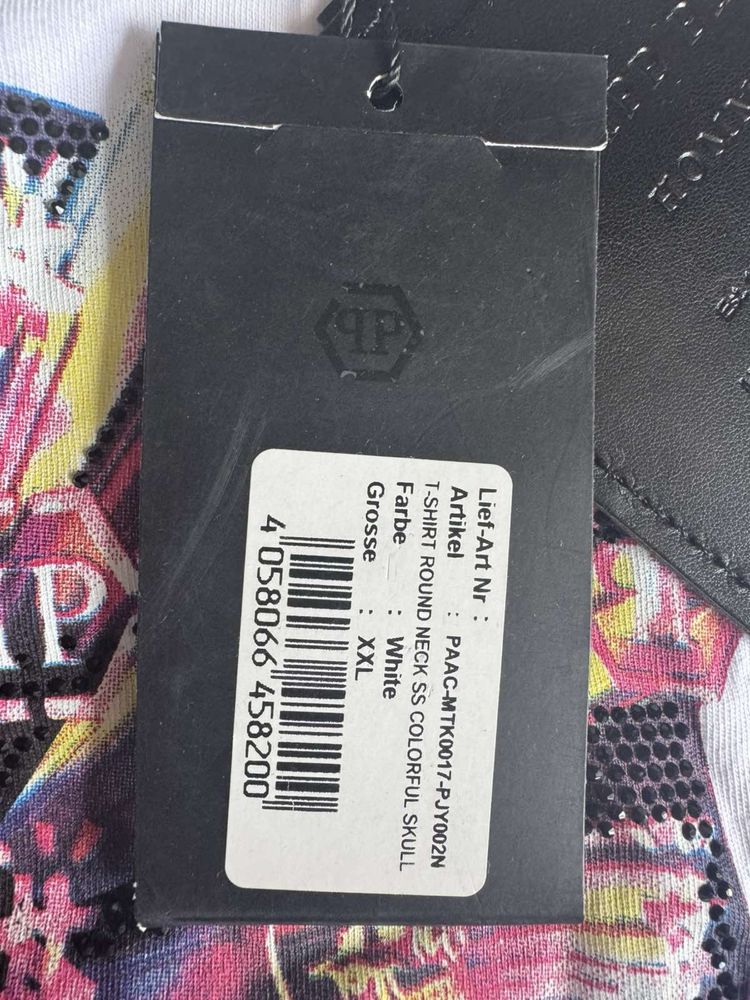 Lief-Art Nr :
Artikel : PAAC-MTK0017-PJY002N
T-SHIRT ROUND NECK SS COLORFUL SKULL
Farbe : White
Grosse : XXL
4 058066 458200
PP
P